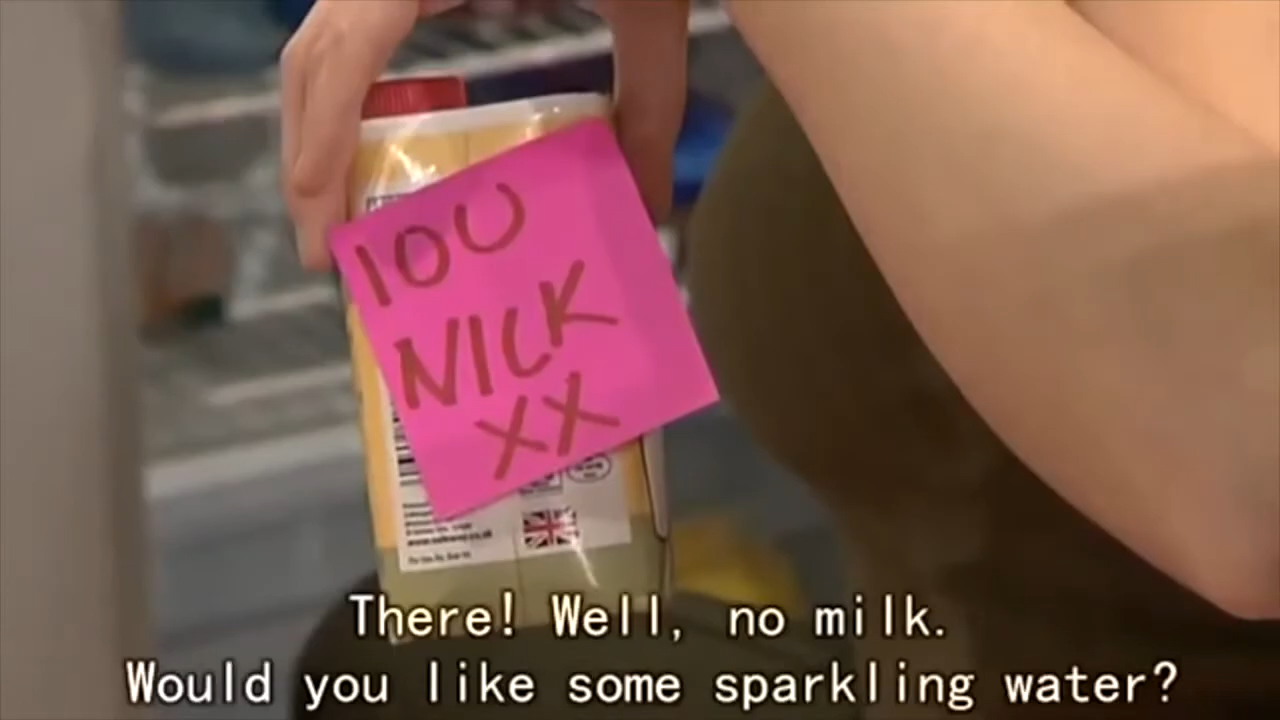 IOU
NICK
XX
There! Well, no milk.
Would you like some sparkling water?